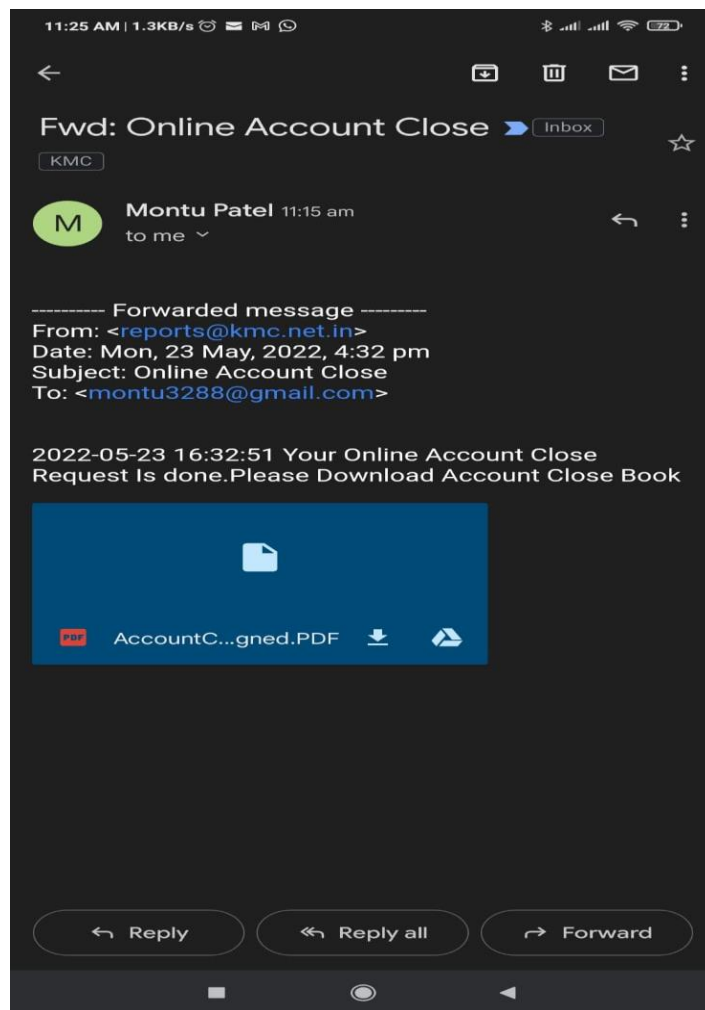 11:25 AM | 1.3KB/s
72
Fwd: Online Account Close
Inbox
KMC
M
Montu Patel 11:15 am
to me
---------- Forwarded message ---------
From: <reports@kmc.net.in>
Date: Mon, 23 May, 2022, 4:32 pm
Subject: Online Account Close
To: <montu3288@gmail.com>
2022-05-23 16:32:51 Your Online Account Close
Request Is done.Please Download Account Close Book
PDF
AccountC...gned.PDF
Reply
Reply all
Forward